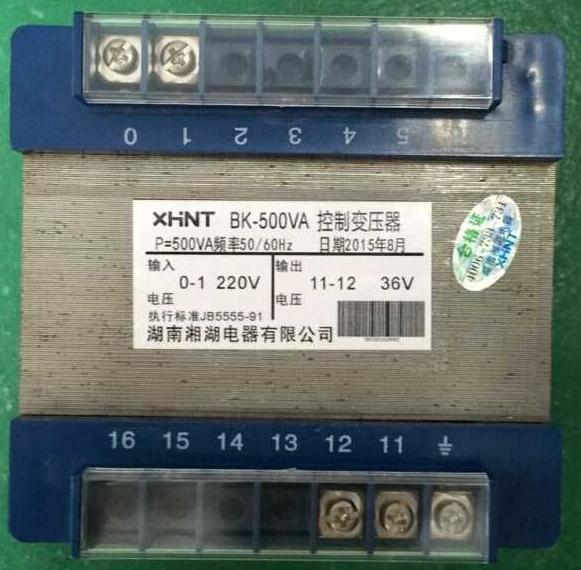 0 1 2 3 4 5
XHNT BK-500VA 控制变压器
P=500VA频率50/60Hz 日期2015年8月
输入 输出
0-1 220V 11-12 36V
电压 电压
执行标准JB5555-91
湖南湘湖电器有限公司
合格证
XHNT
16 15 14 13 12 11